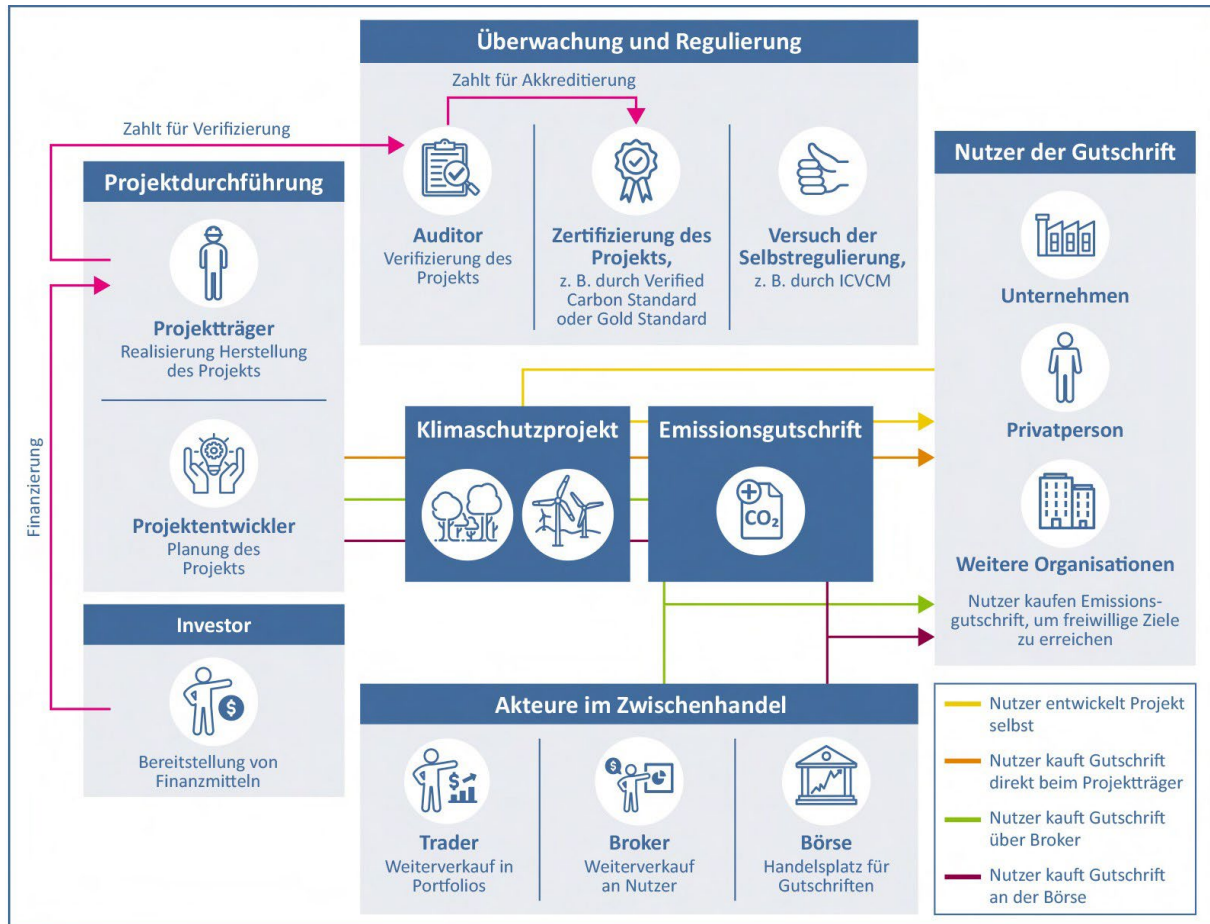 Überwachung und Regulierung
Zahlt für Akkreditierung
Zahlt für Verifizierung
Auditor
Verifizierung des
Projekts
Zertifizierung des
Projekts,
z. B. durch Verified
Carbon Standard
oder Gold Standard
Versuch der
Selbstregulierung,
z. B. durch ICVCM
Projektdurchführung
Projektträger
Realisierung Herstellung
des Projekts
Projektentwickler
Planung des
Projekts
Finanzierung
Investor
Bereitstellung von
Finanzmitteln
Klimaschutzprojekt
Emissionsgutschrift
CO₂
Nutzer der Gutschrift
Unternehmen
Privatperson
Weitere Organisationen
Nutzer kaufen Emissions-
gutschrift, um freiwillige Ziele
zu erreichen
Akteure im Zwischenhandel
$
$
$
Trader
Weiterverkauf in
Portfolios
Broker
Weiterverkauf
an Nutzer
Börse
Handelsplatz für
Gutschriften
Nutzer entwickelt Projekt
selbst
Nutzer kauft Gutschrift
direkt beim Projektträger
Nutzer kauft Gutschrift
über Broker
Nutzer kauft Gutschrift
an der Börse